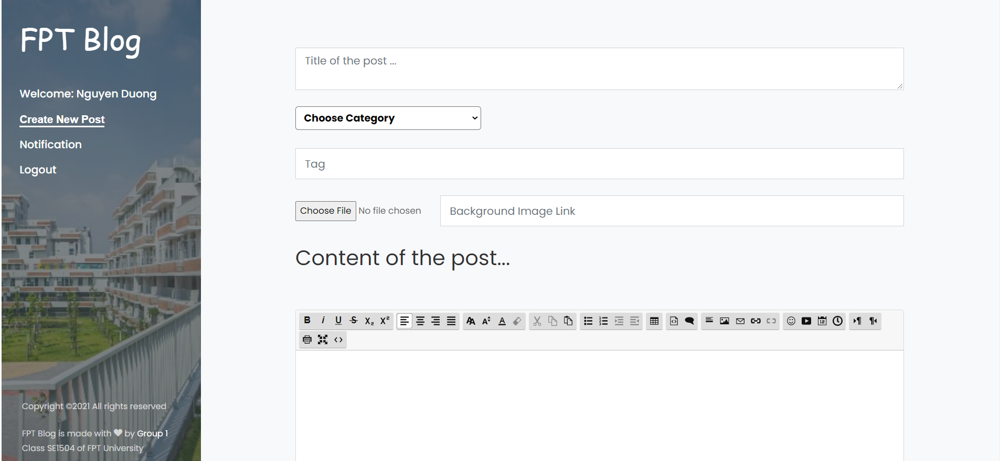 FPT Blog
Welcome: Nguyen Duong
Create New Post
Notification
Logout
Copyright ©2021 All rights reserved
FPT Blog is made with ♥ by Group 1
Class SE1504 of FPT University
Title of the post ...
Choose Category
Tag
Choose File No file chosen
Background Image Link
Content of the post...